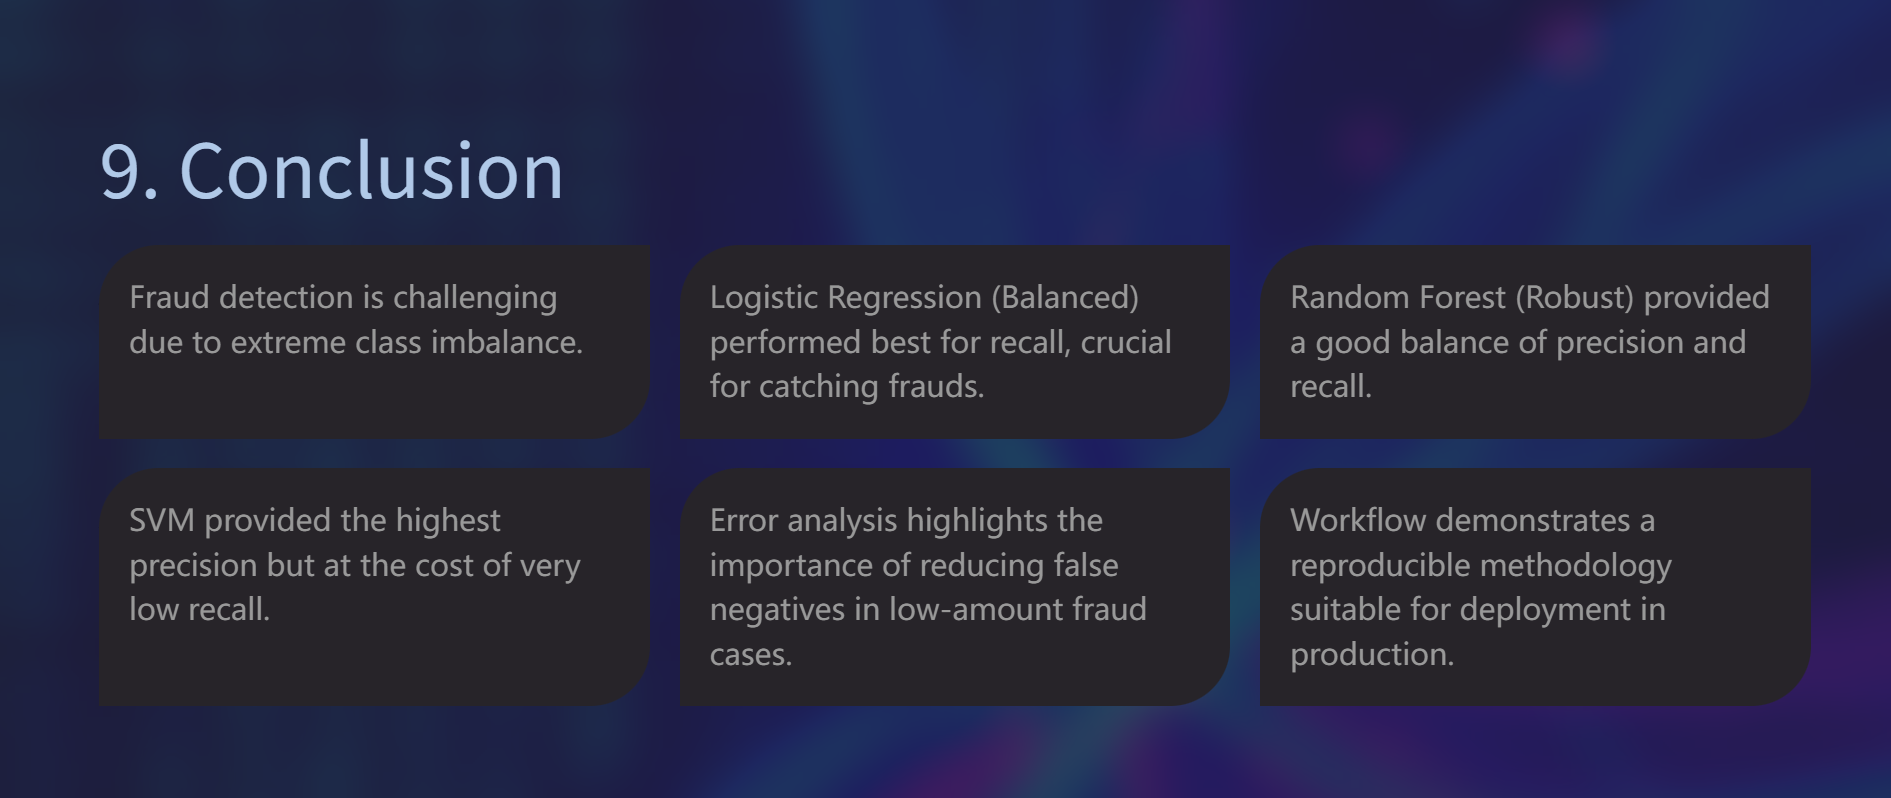 9. Conclusion
Fraud detection is challenging
due to extreme class imbalance.
Logistic Regression (Balanced)
performed best for recall, crucial
for catching frauds.
Random Forest (Robust) provided
a good balance of precision and
recall.
SVM provided the highest
precision but at the cost of very
low recall.
Error analysis highlights the
importance of reducing false
negatives in low-amount fraud
cases.
Workflow demonstrates a
reproducible methodology
suitable for deployment in
production.